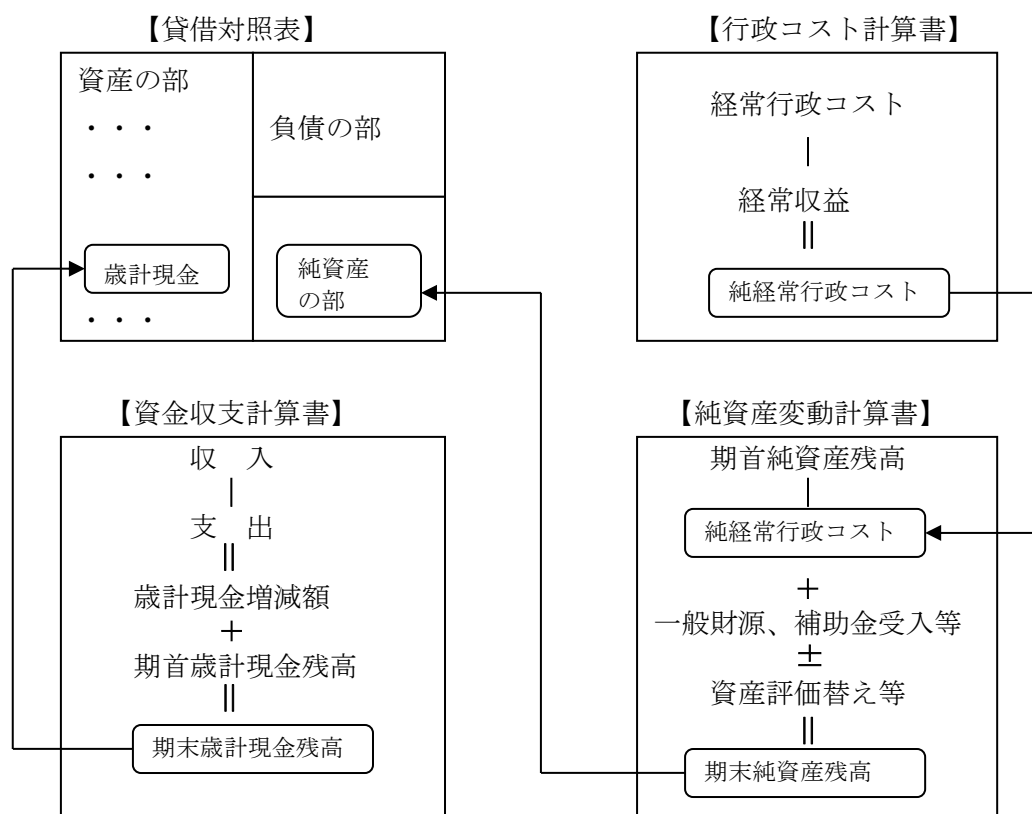 【貸借対照表】
資産の部
・・・
・・・
歳計現金
・・・
負債の部
純資産
の部
【行政コスト計算書】
経常行政コスト
－
経常収益
＝
純経常行政コスト
【資金収支計算書】
収　入
－
支　出
＝
歳計現金増減額
＋
期首歳計現金残高
＝
期末歳計現金残高
【純資産変動計算書】
期首純資産残高
－
純経常行政コスト
＋
一般財源、補助金受入等
±
資産評価替え等
＝
期末純資産残高